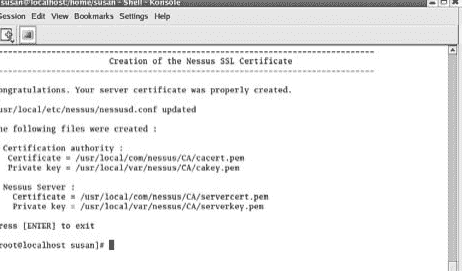 susan@localhost:/home/susan - Shell - Konsole
Session Edit View Bookmarks Settings Help
Creation of the Nessus SSL Certificate
ongratulations. Your server certificate was properly created.
usr/local/etc/nessus/nessusd.conf updated
he following files were created :
Certification authority :
Certificate = /usr/local/com/nessus/CA/cacert.pem
Private key = /usr/local/var/nessus/CA/cakey.pem
Nessus Server :
Certificate = /usr/local/com/nessus/CA/servercert.pem
Private key = /usr/local/var/nessus/CA/serverkey.pem
ress [ENTER] to exit
root@localhost susan]#